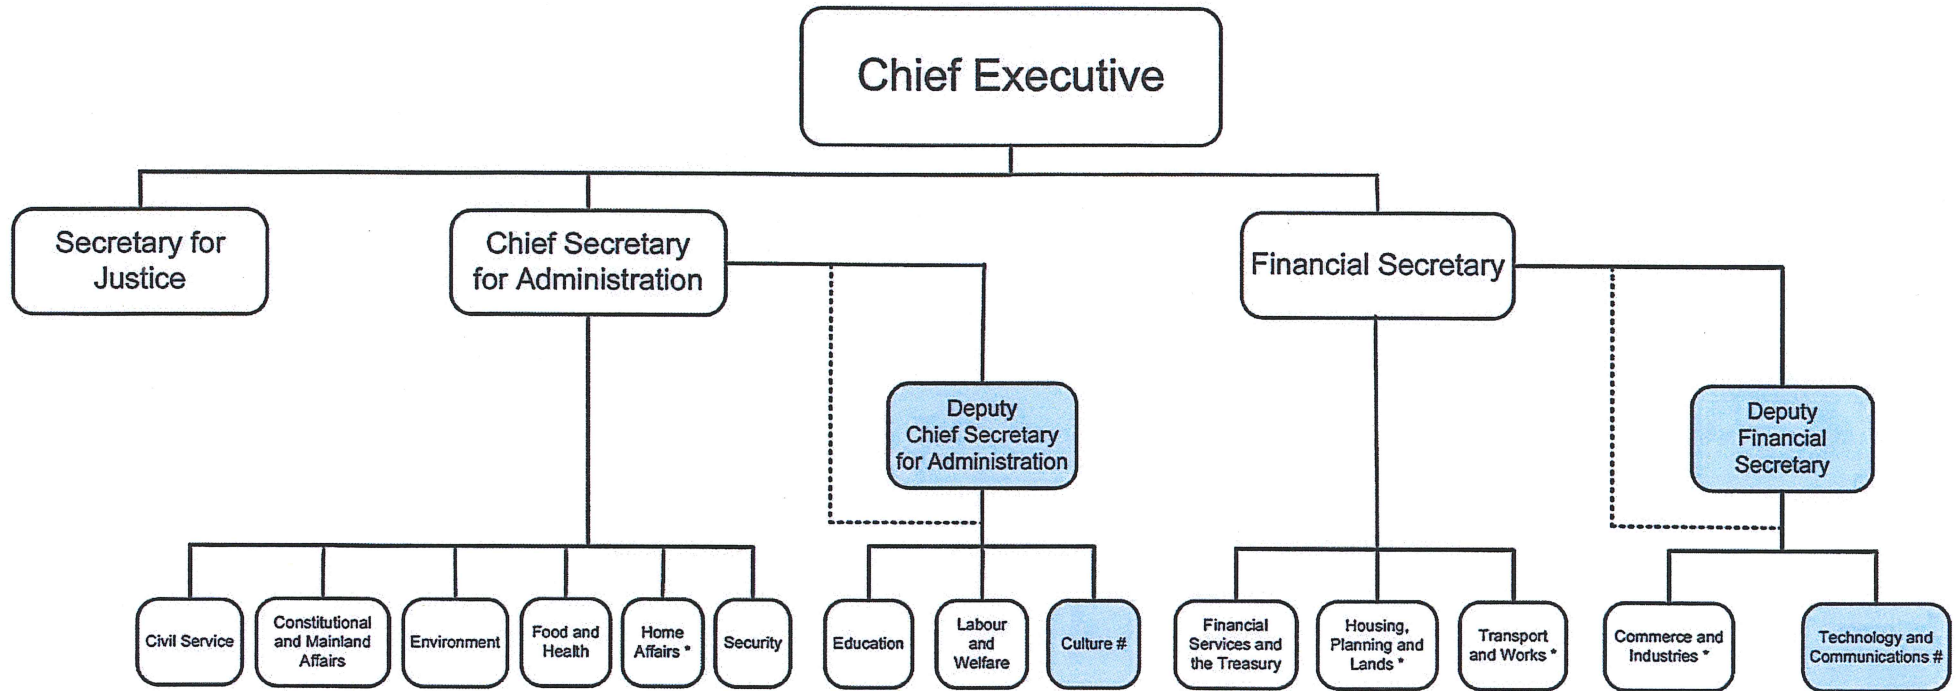 Chief Executive
Secretary for
Justice
Chief Secretary
for Administration
Financial Secretary
Deputy
Chief Secretary
for Administration
Deputy
Financial
Secretary
Civil Service
Constitutional
and Mainland
Affairs
Environment
Food and
Health
Home
Affairs *
Security
Education
Labour
and
Welfare
Culture #
Financial
Services and
the Treasury
Housing,
Planning and
Lands *
Transport
and Works *
Commerce and
Industries *
Technology and
Communications #